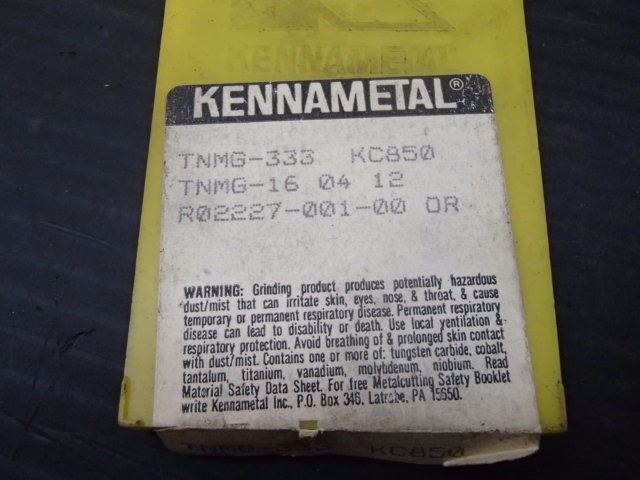 KENNAMETAL
KENNAMETAL®
TNMG-333 KC850
TNMG-16 04 12
R02227-001-00 OR
WARNING: Grinding product produces potentially hazardous
dust/mist that can irritate skin, eyes, nose, & throat, & cause
temporary or permanent respiratory disease. Permanent respiratory
disease can lead to disability or death. Use local ventilation &
respiratory protection. Avoid breathing of & prolonged skin contact
with dust/mist. Contains one or more of: tungsten carbide, cobalt,
tantalum, titanium, vanadium, molybdenum, niobium. Read
Material Safety Data Sheet. For free Metalcutting Safety Booklet
write Kennametal Inc., P.O. Box 346, Latrobe, PA 15650.
TNMG-333 KC850